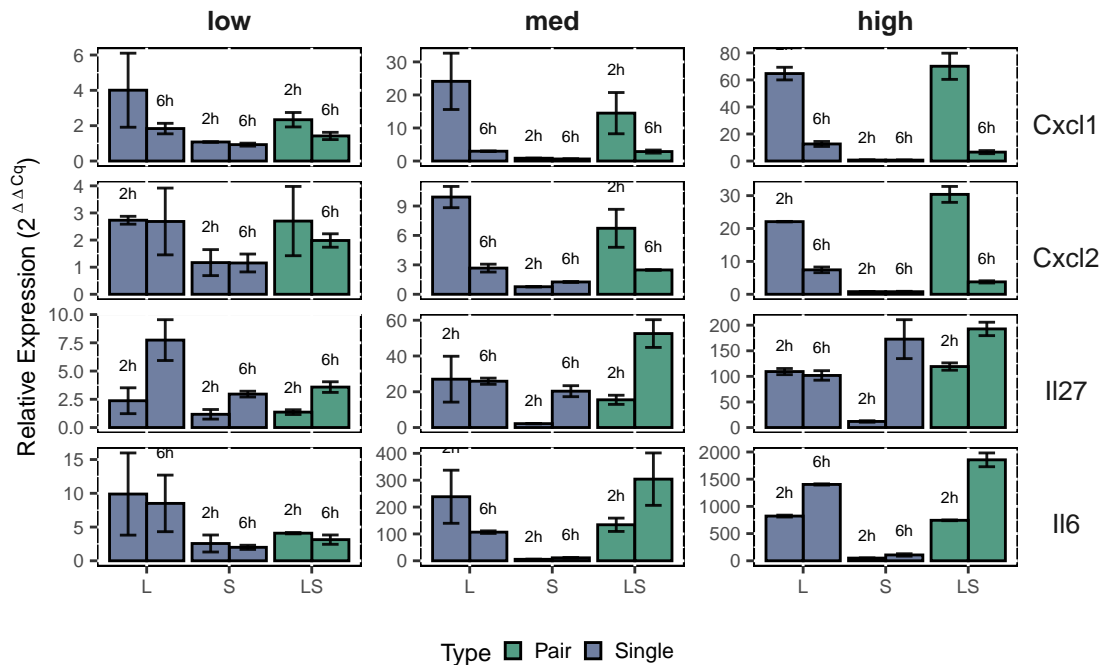 low med high
6
4
2
0
2h 6h 2h 6h 2h 6h
30
20
10
0
6h 2h 6h 2h 6h
80
60
40
20
0
6h 2h 6h 6h
Cxcl1
4
3
2
1
0
2h 2h 6h 6h
9
6
3
0
6h 2h 6h 2h 6h
30
20
10
0
2h 6h 2h 6h 6h
Cxcl2
10.0
7.5
5.0
2.5
0.0
2h 2h 6h 2h 6h
60
40
20
0
2h 6h 2h 6h 2h
200
150
100
50
0
2h 6h 2h 2h
Il27
15
10
5
0
6h 2h 6h 2h 6h
400
300
200
100
0
2h 6h 2h 6h 2h
2000
1500
1000
500
0
2h 6h 2h 6h 2h
Il6
L S LS L S LS L S LS
Relative Expression (2^ΔΔCq)
Type Pair Single